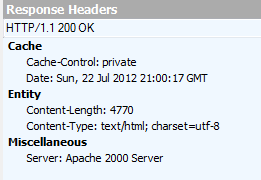 Response Headers
HTTP/1.1 200 OK
Cache
Cache-Control: private
Date: Sun, 22 Jul 2012 21:00:17 GMT
Entity
Content-Length: 4770
Content-Type: text/html; charset=utf-8
Miscellaneous
Server: Apache 2000 Server